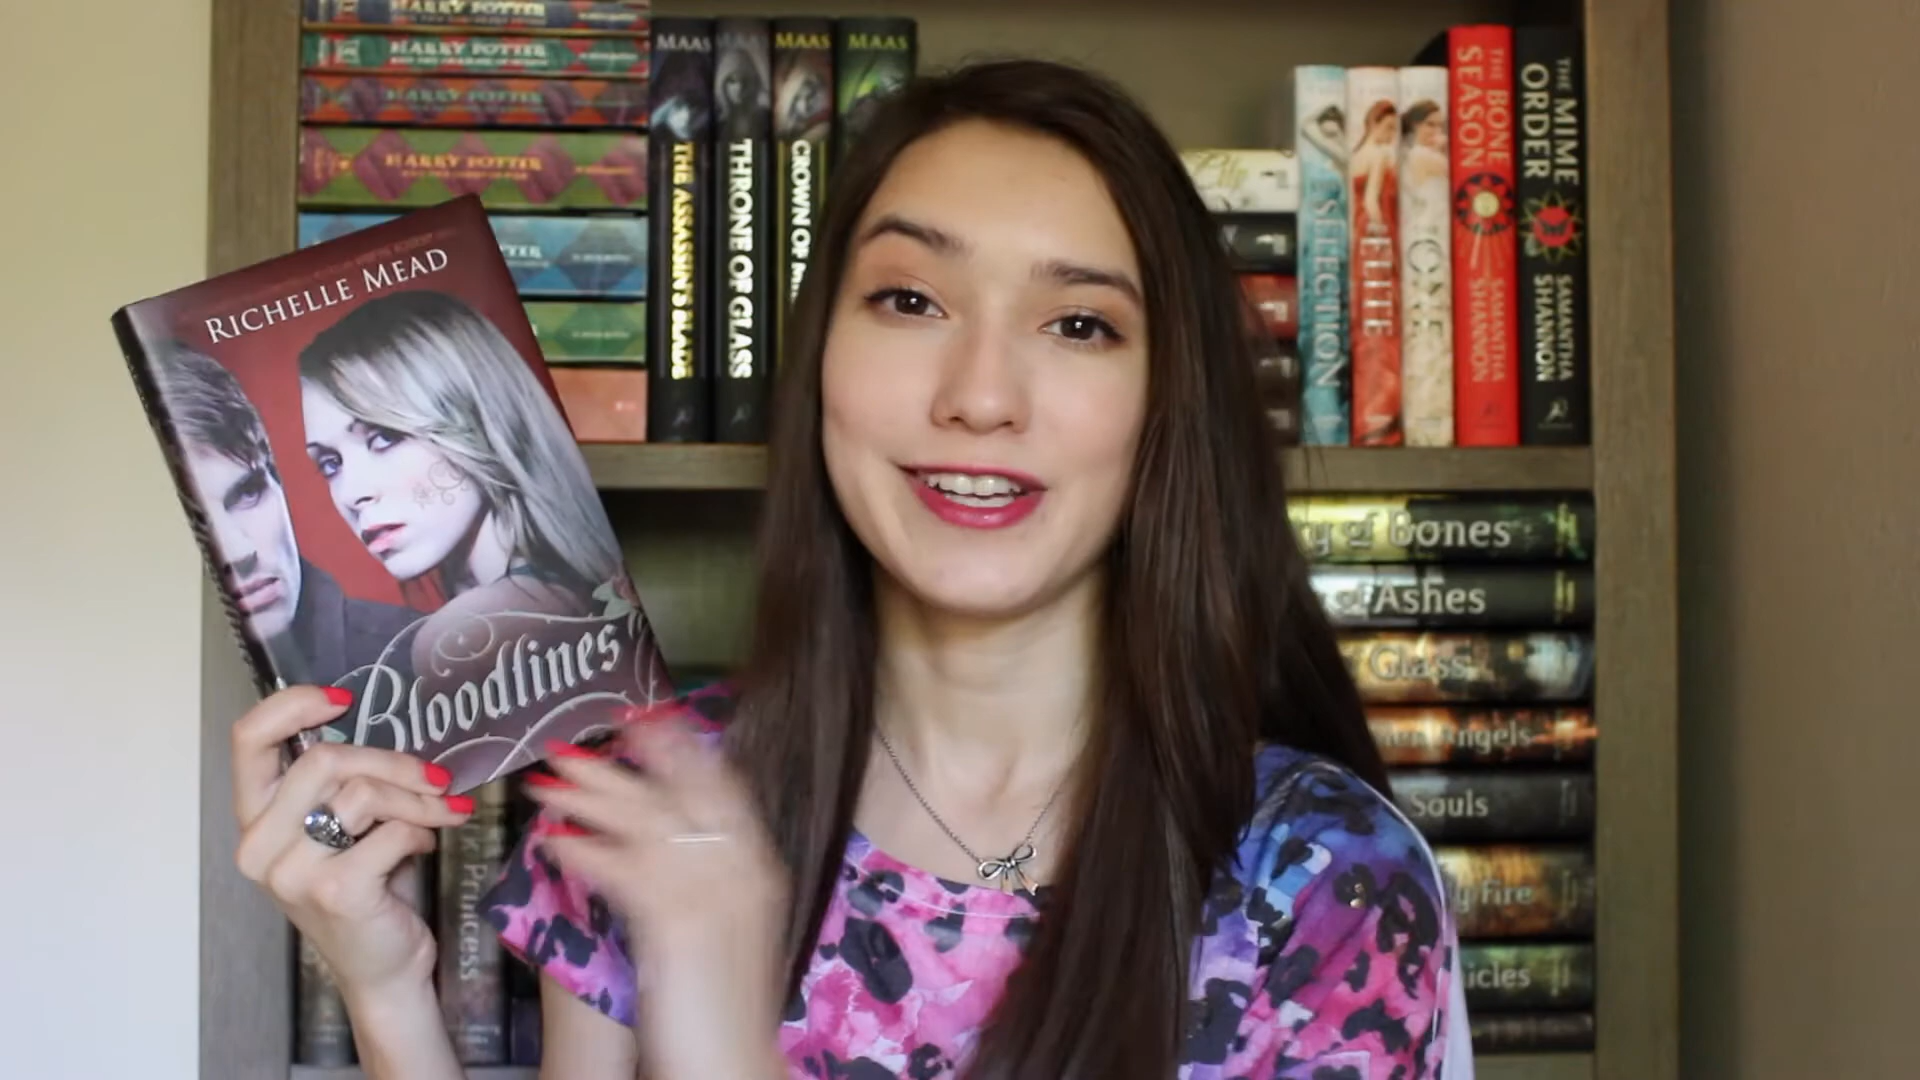 HARRY POTTER
HARRY POTTER
HARRY POTTER
HARRY POTTER
MAAS
MAAS
MAAS
MAAS
THE ASSASSIN'S BLADE
THRONE OF GLASS
CROWN OF
SELECTION
ELITE
THE BONE
SEASON
SAMANTHA
SHANNON
THE MIME
ORDER
SAMANTHA
SHANNON
RICHELLE MEAD
Bloodlines
of Bones
of Ashes
Glass
Angels
Souls
Fire
Princess